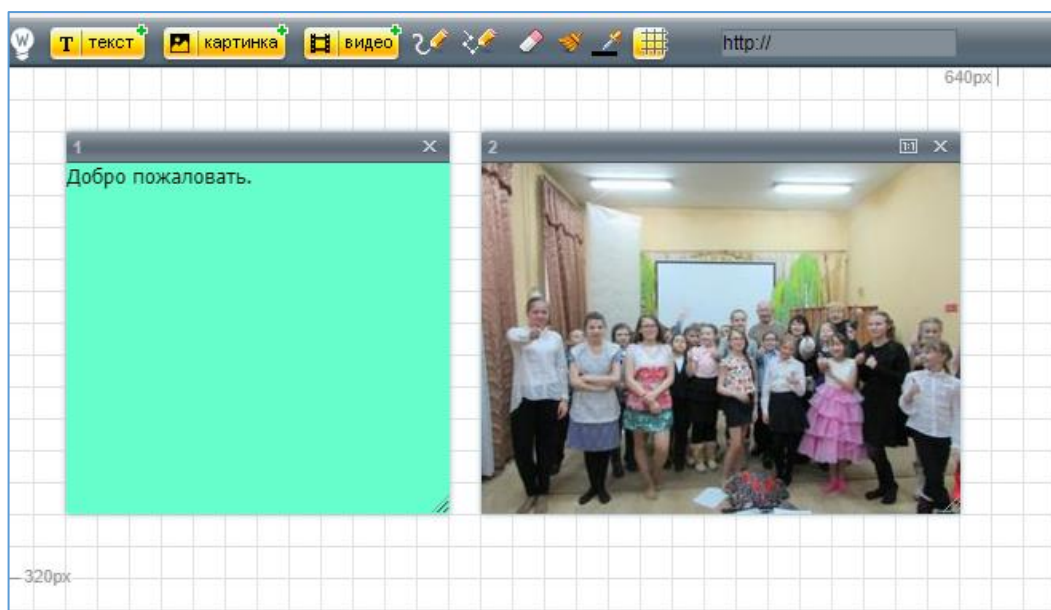 W T текст картинка видео http://
640px
1
2 1:1
Добро пожаловать.
320px